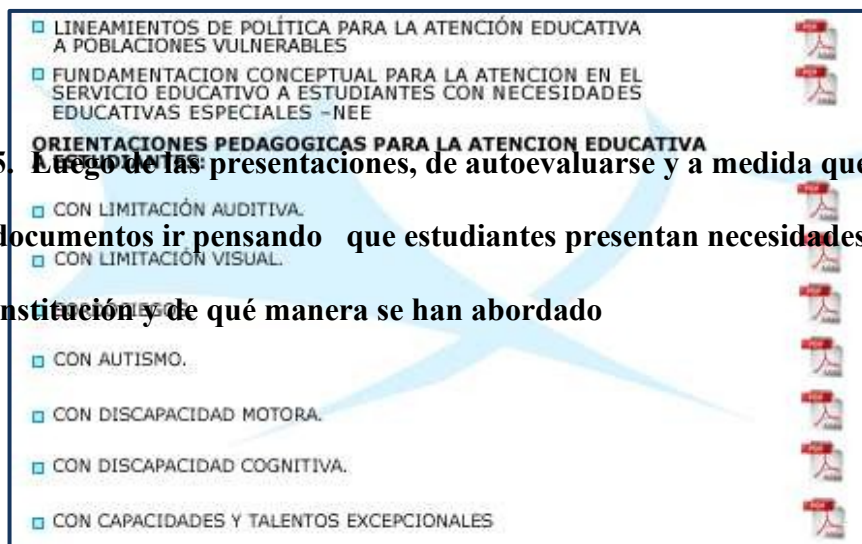 LINEAMIENTOS DE POLÍTICA PARA LA ATENCIÓN EDUCATIVA
A POBLACIONES VULNERABLES
FUNDAMENTACION CONCEPTUAL PARA LA ATENCION EN EL
SERVICIO EDUCATIVO A ESTUDIANTES CON NECESIDADES
EDUCATIVAS ESPECIALES –NEE
ORIENTACIONES PEDAGOGICAS PARA LA ATENCION EDUCATIVA
A ESTUDIANTES:
5. Luego de las presentaciones, de autoevaluarse y a medida que
CON LIMITACIÓN AUDITIVA.
documentos ir pensando que estudiantes presentan necesidades
CON LIMITACIÓN VISUAL.
SORDOCIEGOS
nstitución y de qué manera se han abordado
CON AUTISMO.
CON DISCAPACIDAD MOTORA.
CON DISCAPACIDAD COGNITIVA.
CON CAPACIDADES Y TALENTOS EXCEPCIONALES